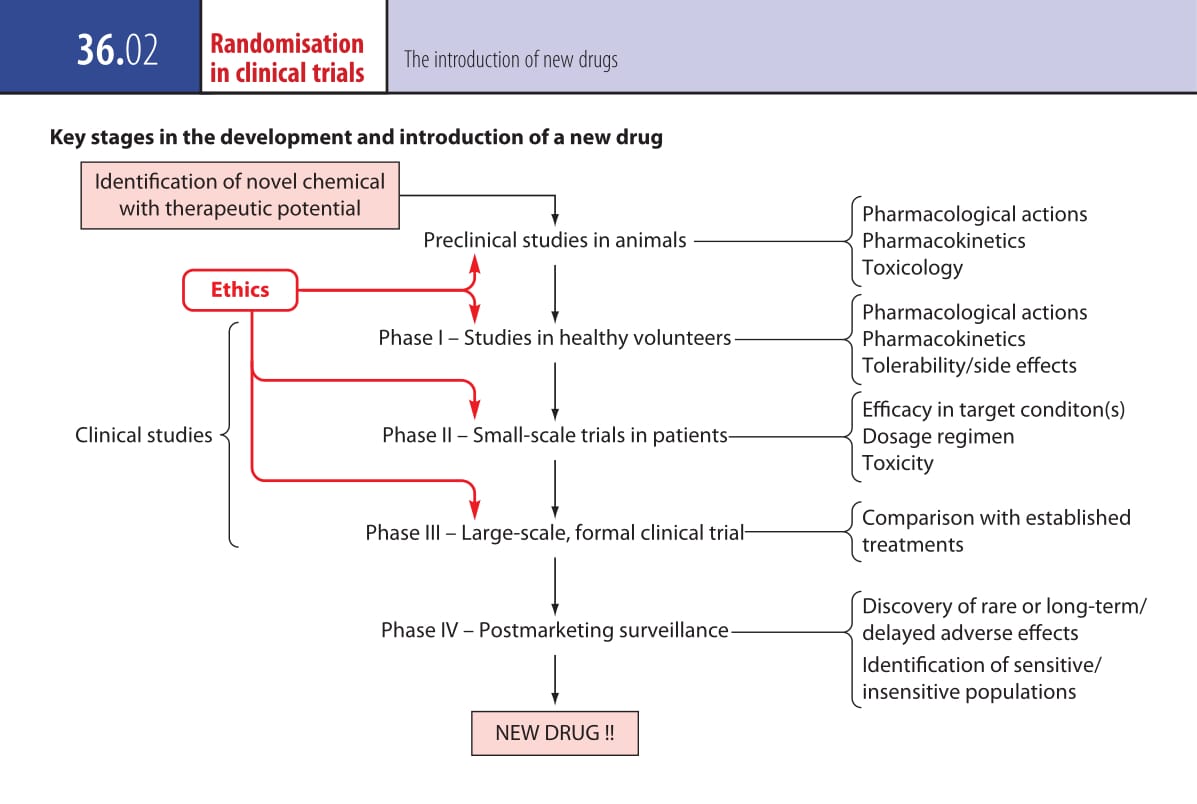 36.02
Randomisation
in clinical trials
The introduction of new drugs
Key stages in the development and introduction of a new drug
Identification of novel chemical
with therapeutic potential
Preclinical studies in animals
Pharmacological actions
Pharmacokinetics
Toxicology
Ethics
Phase I – Studies in healthy volunteers
Pharmacological actions
Pharmacokinetics
Tolerability/side effects
Clinical studies
Phase II – Small-scale trials in patients
Efficacy in target conditon(s)
Dosage regimen
Toxicity
Phase III – Large-scale, formal clinical trial
Comparison with established
treatments
Phase IV – Postmarketing surveillance
Discovery of rare or long-term/
delayed adverse effects
Identification of sensitive/
insensitive populations
NEW DRUG !!